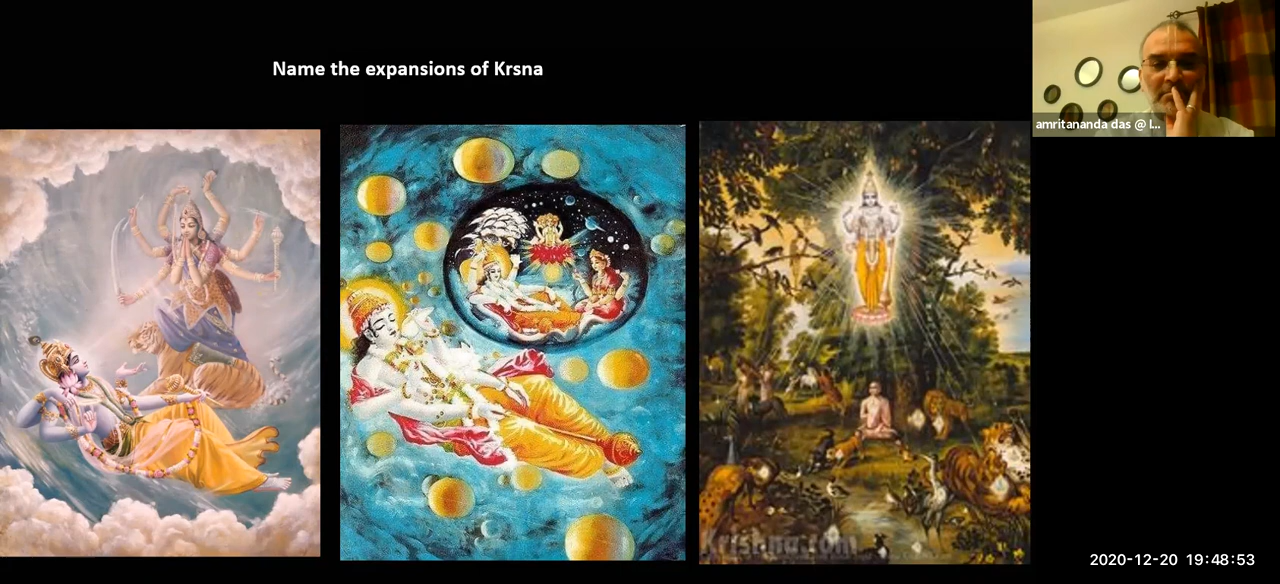 Name the expansions of Krsna
amritananda das @ I...
Krishna.com
2020-12-20 19:48:53